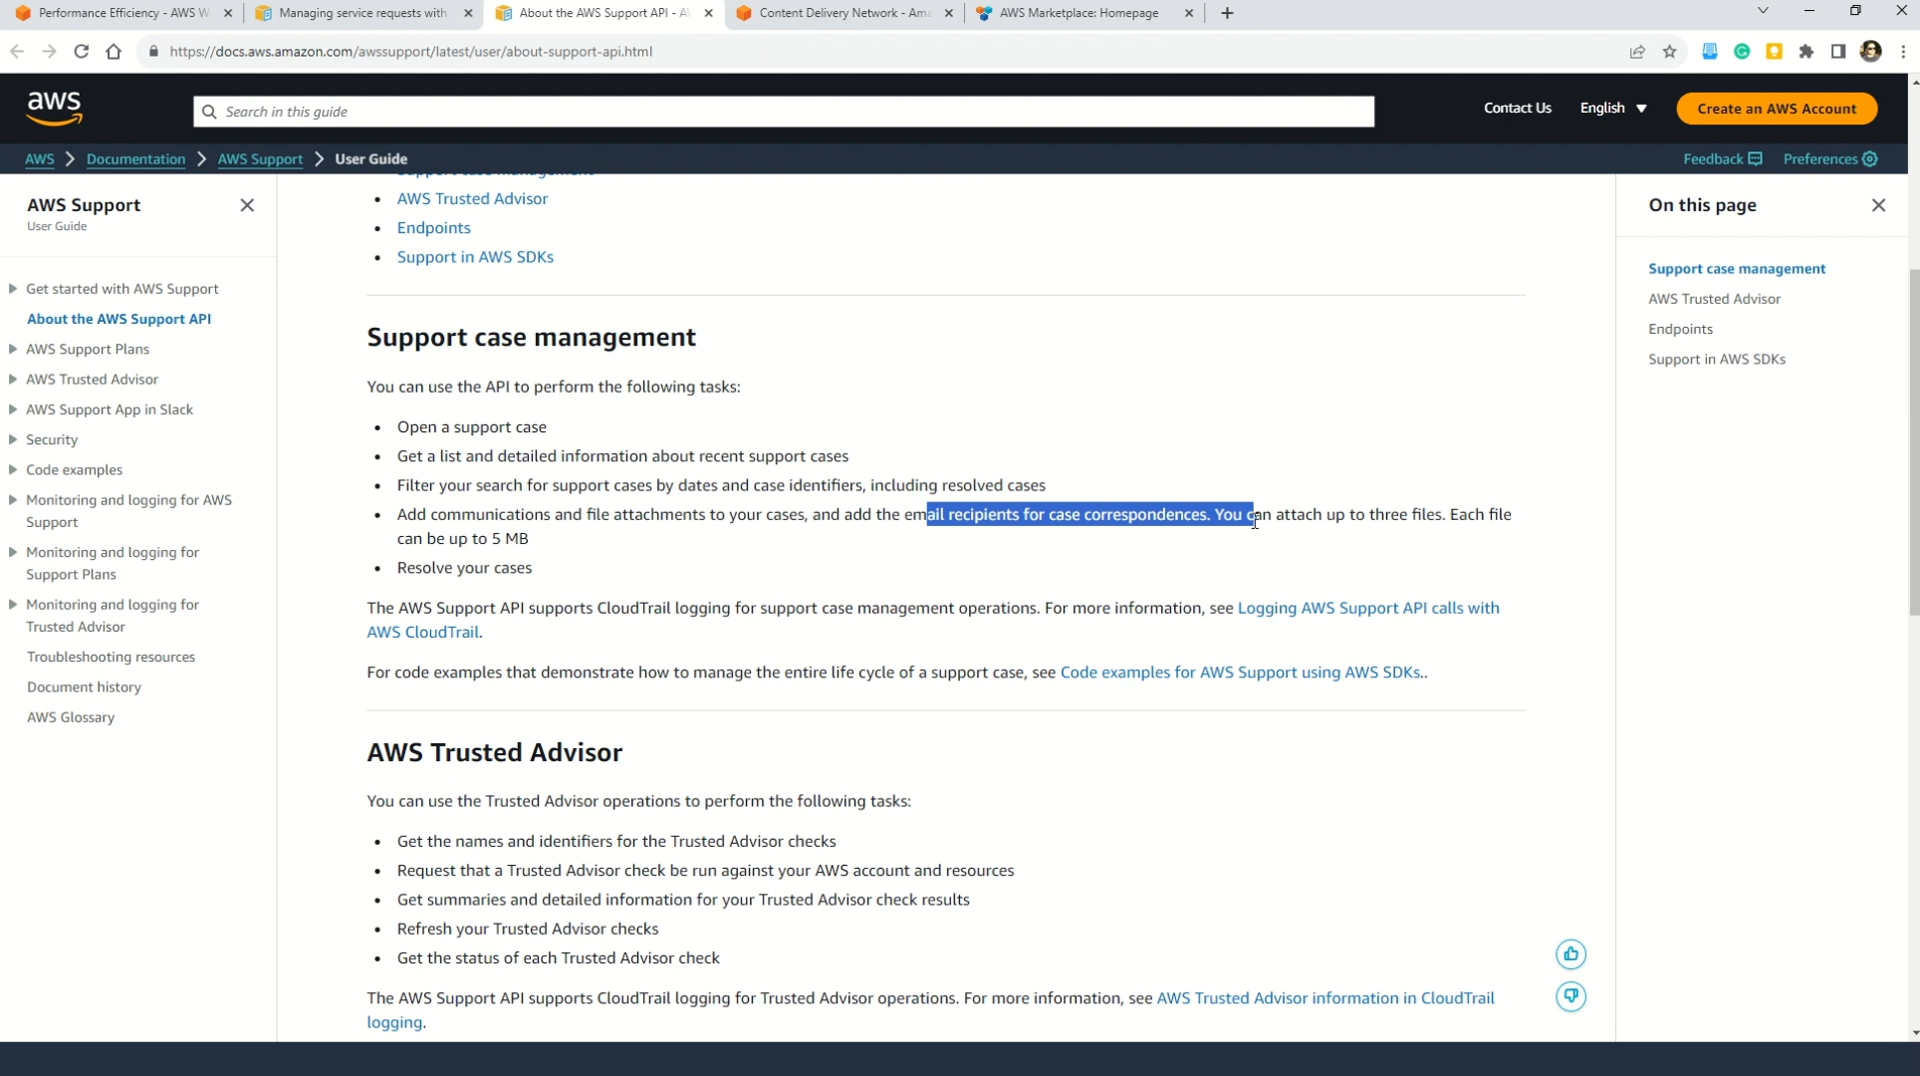 Performance Efficiency - AWS W
Managing service requests with
About the AWS Support API - A
Content Delivery Network - Ama
AWS Marketplace: Homepage
https://docs.aws.amazon.com/awssupport/latest/user/about-support-api.html
aws
Search in this guide
Contact Us
English
Create an AWS Account
AWS
Documentation
AWS Support
User Guide
Feedback
Preferences
AWS Support
User Guide
Get started with AWS Support
About the AWS Support API
AWS Support Plans
AWS Trusted Advisor
AWS Support App in Slack
Security
Code examples
Monitoring and logging for AWS
Support
Monitoring and logging for
Support Plans
Monitoring and logging for
Trusted Advisor
Troubleshooting resources
Document history
AWS Glossary
Support case management
AWS Trusted Advisor
Endpoints
Support in AWS SDKs
Support case management
You can use the API to perform the following tasks:
Open a support case
Get a list and detailed information about recent support cases
Filter your search for support cases by dates and case identifiers, including resolved cases
Add communications and file attachments to your cases, and add the email recipients for case correspondences. You can attach up to three files. Each file
can be up to 5 MB
Resolve your cases
The AWS Support API supports CloudTrail logging for support case management operations. For more information, see Logging AWS Support API calls with
AWS CloudTrail.
For code examples that demonstrate how to manage the entire life cycle of a support case, see Code examples for AWS Support using AWS SDKs..
AWS Trusted Advisor
You can use the Trusted Advisor operations to perform the following tasks:
Get the names and identifiers for the Trusted Advisor checks
Request that a Trusted Advisor check be run against your AWS account and resources
Get summaries and detailed information for your Trusted Advisor check results
Refresh your Trusted Advisor checks
Get the status of each Trusted Advisor check
The AWS Support API supports CloudTrail logging for Trusted Advisor operations. For more information, see AWS Trusted Advisor information in CloudTrail
logging.
On this page
Support case management
AWS Trusted Advisor
Endpoints
Support in AWS SDKs